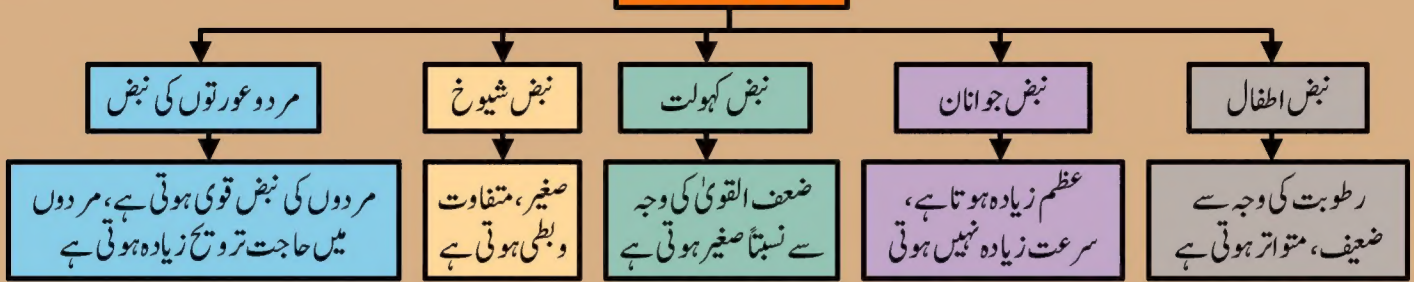 نبض اطفال
نبض جوانان
نبض کہولت
نبض شیوخ
مرد و عورتوں کی نبض
رطوبت کی وجہ سے
ضعیف، متواتر ہوتی ہے
عظم زیادہ ہوتا ہے،
سرعت زیادہ نہیں ہوتی
ضعف القویٰ کی وجہ
سے نسبتاً صغیر ہوتی ہے
صغیر، متفاوت
و بطی ہوتی ہے
مردوں کی نبض قوی ہوتی ہے، مردوں
میں حاجت ترویح زیادہ ہوتی ہے